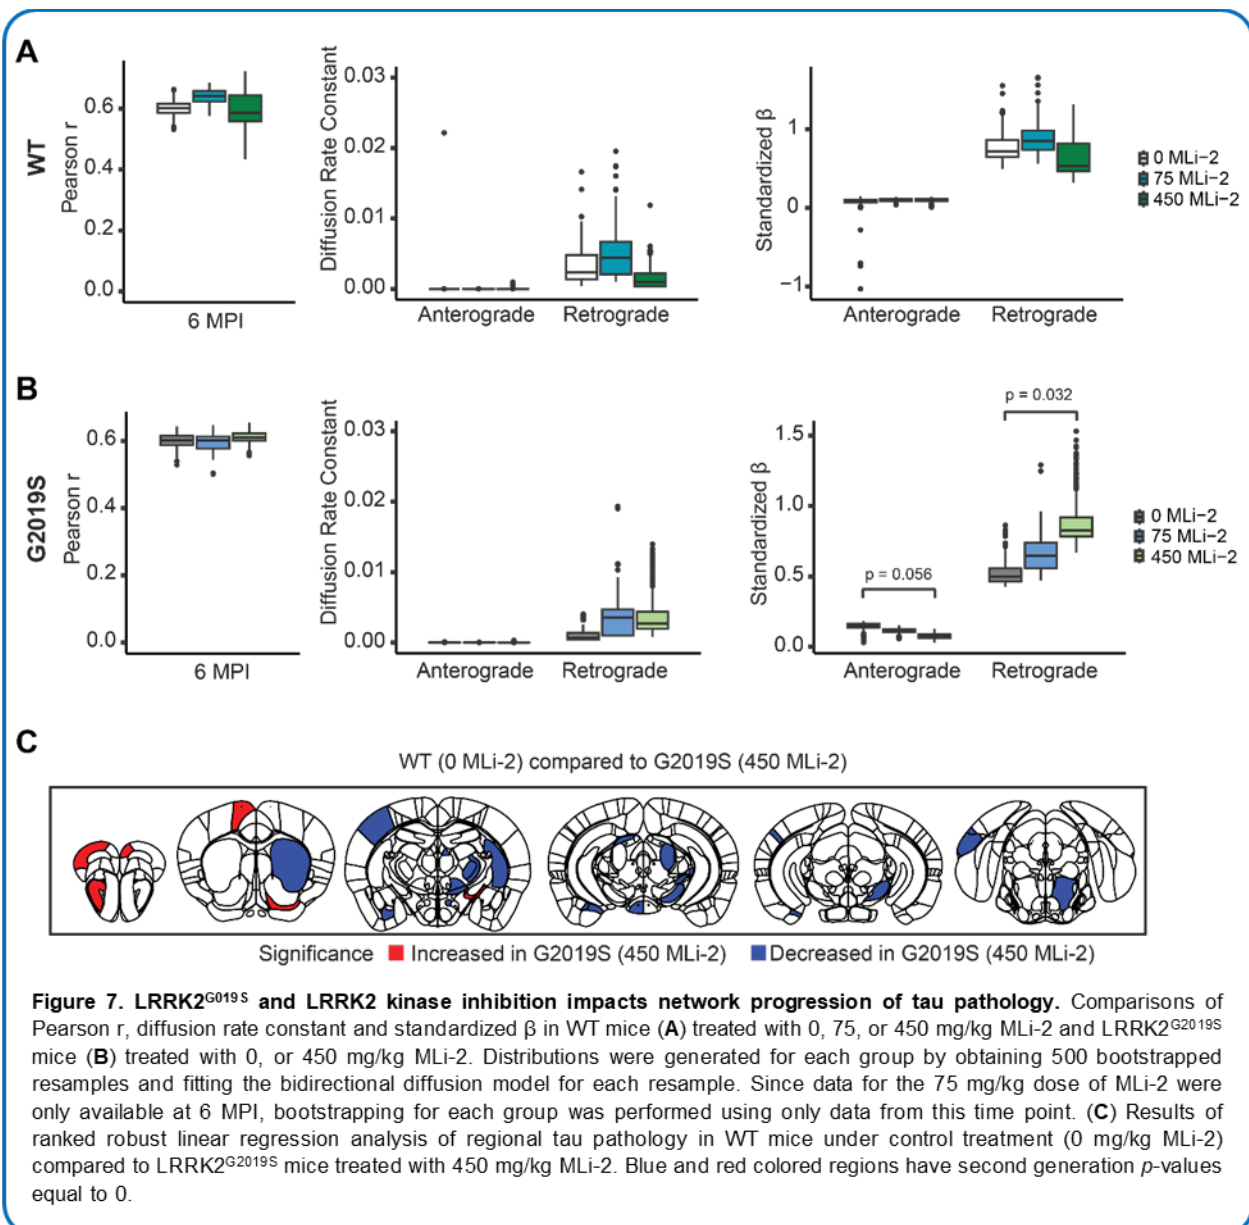 A
WT
Pearson r
0.6
0.4
0.2
0.0
6 MPI
Diffusion Rate Constant
0.03
0.02
0.01
0.00
Anterograde Retrograde
Standardized β
1
0
−1
Anterograde Retrograde
0 MLi−2
75 MLi−2
450 MLi−2
B
G2019S
Pearson r
0.6
0.4
0.2
0.0
6 MPI
Diffusion Rate Constant
0.03
0.02
0.01
0.00
Anterograde Retrograde
Standardized β
1.5
1.0
0.5
0.0
p = 0.056
p = 0.032
Anterograde Retrograde
0 MLi−2
75 MLi−2
450 MLi−2
C
WT (0 MLi-2) compared to G2019S (450 MLi-2)
Significance Increased in G2019S (450 MLi-2) Decreased in G2019S (450 MLi-2)
Figure 7. LRRK2G019S and LRRK2 kinase inhibition impacts network progression of tau pathology. Comparisons of
Pearson r, diffusion rate constant and standardized β in WT mice (A) treated with 0, 75, or 450 mg/kg MLi-2 and LRRK2G2019S
mice (B) treated with 0, or 450 mg/kg MLi-2. Distributions were generated for each group by obtaining 500 bootstrapped
resamples and fitting the bidirectional diffusion model for each resample. Since data for the 75 mg/kg dose of MLi-2 were
only available at 6 MPI, bootstrapping for each group was performed using only data from this time point. (C) Results of
ranked robust linear regression analysis of regional tau pathology in WT mice under control treatment (0 mg/kg MLi-2)
compared to LRRK2G2019S mice treated with 450 mg/kg MLi-2. Blue and red colored regions have second generation p-values
equal to 0.